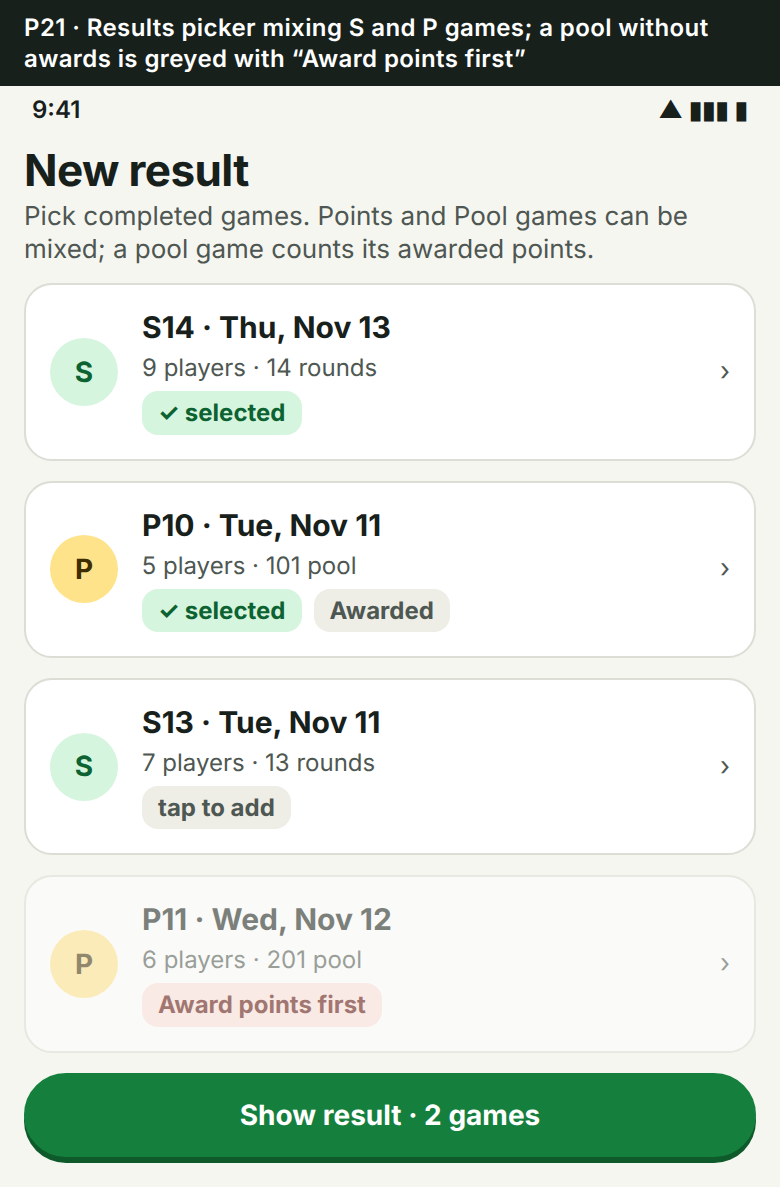 P21 · Results picker mixing S and P games; a pool without
awards is greyed with “Award points first”
9:41
New result
Pick completed games. Points and Pool games can be
mixed; a pool game counts its awarded points.
S
S14 · Thu, Nov 13
9 players · 14 rounds
✓ selected
›
P
P10 · Tue, Nov 11
5 players · 101 pool
✓ selected
Awarded
›
S
S13 · Tue, Nov 11
7 players · 13 rounds
tap to add
›
P
P11 · Wed, Nov 12
6 players · 201 pool
Award points first
›
Show result · 2 games